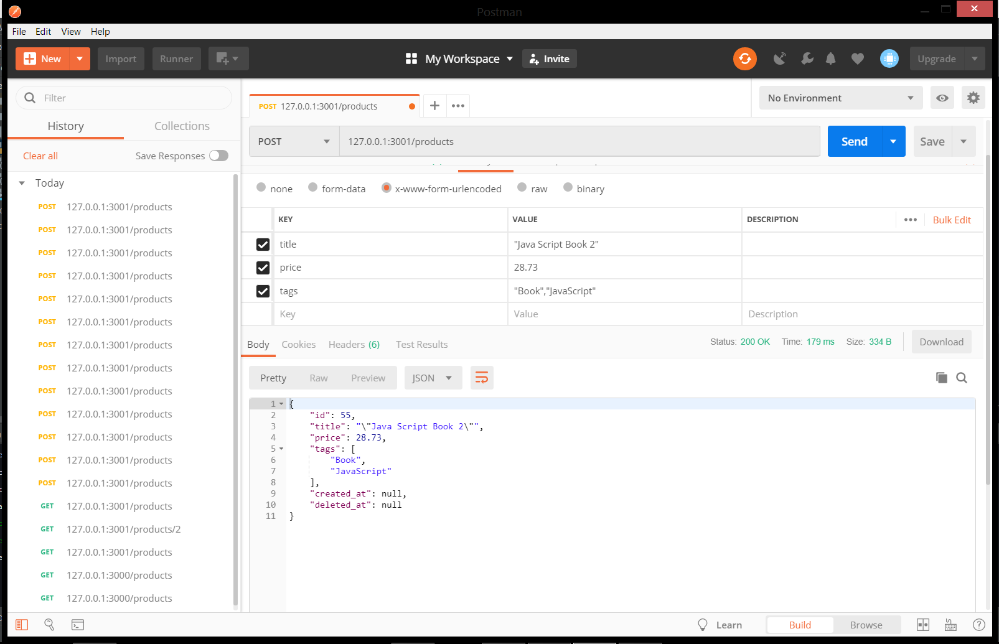 Postman
File Edit View Help
New Import Runner My Workspace Invite Upgrade
Filter
History Collections
Clear all Save Responses
Today
POST 127.0.0.1:3001/products
POST 127.0.0.1:3001/products
POST 127.0.0.1:3001/products
POST 127.0.0.1:3001/products
POST 127.0.0.1:3001/products
POST 127.0.0.1:3001/products
POST 127.0.0.1:3001/products
POST 127.0.0.1:3001/products
POST 127.0.0.1:3001/products
POST 127.0.0.1:3001/products
POST 127.0.0.1:3001/products
POST 127.0.0.1:3001/products
POST 127.0.0.1:3001/products
GET 127.0.0.1:3001/products
GET 127.0.0.1:3001/products/2
GET 127.0.0.1:3001/products
GET 127.0.0.1:3000/products
GET 127.0.0.1:3000/products
POST 127.0.0.1:3001/products
No Environment
POST 127.0.0.1:3001/products Send Save
none form-data x-www-form-urlencoded raw binary
KEY VALUE DESCRIPTION Bulk Edit
title "Java Script Book 2"
price 28.73
tags "Book","JavaScript"
Key Value Description
Body Cookies Headers (6) Test Results Status: 200 OK Time: 179 ms Size: 334 B Download
Pretty Raw Preview JSON
1 {
2 "id": 55,
3 "title": "\"Java Script Book 2\"",
4 "price": 28.73,
5 "tags": [
6 "Book",
7 "JavaScript"
8 ],
9 "created_at": null,
10 "deleted_at": null
11 }
Learn Build Browse